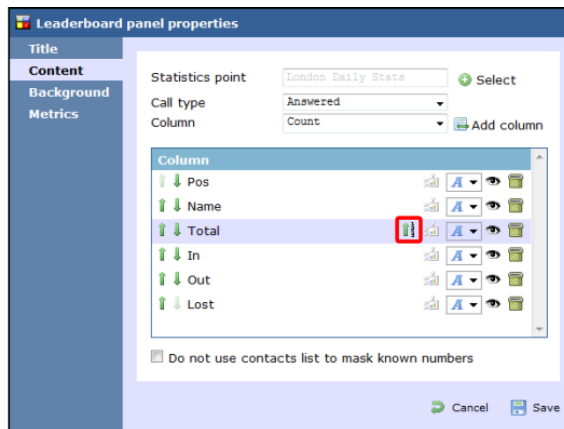 Leaderboard panel properties
Title
Content
Background
Metrics
Statistics point London Daily Stats Select
Call type Answered
Column Count Add column
Column
Pos A
Name A
Total A
In A
Out A
Lost A
Do not use contacts list to mask known numbers
Cancel Save